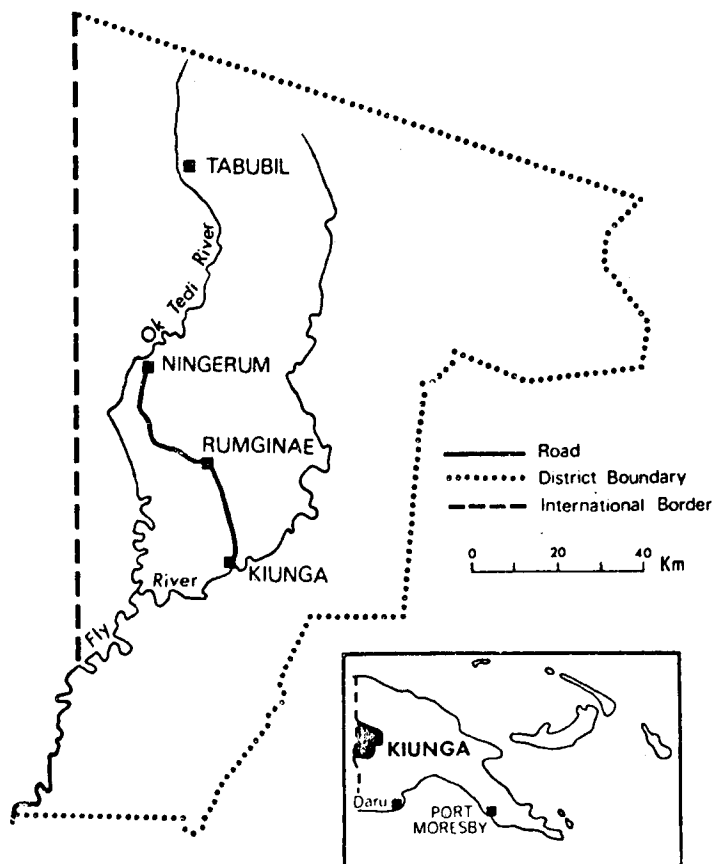 TABUBIL
Ok Tedi River
NINGERUM
RUMGINAE
Road
District Boundary
International Border
0 20 40 Km
KIUNGA
River
Fly
KIUNGA
Daru
PORT
MORESBY